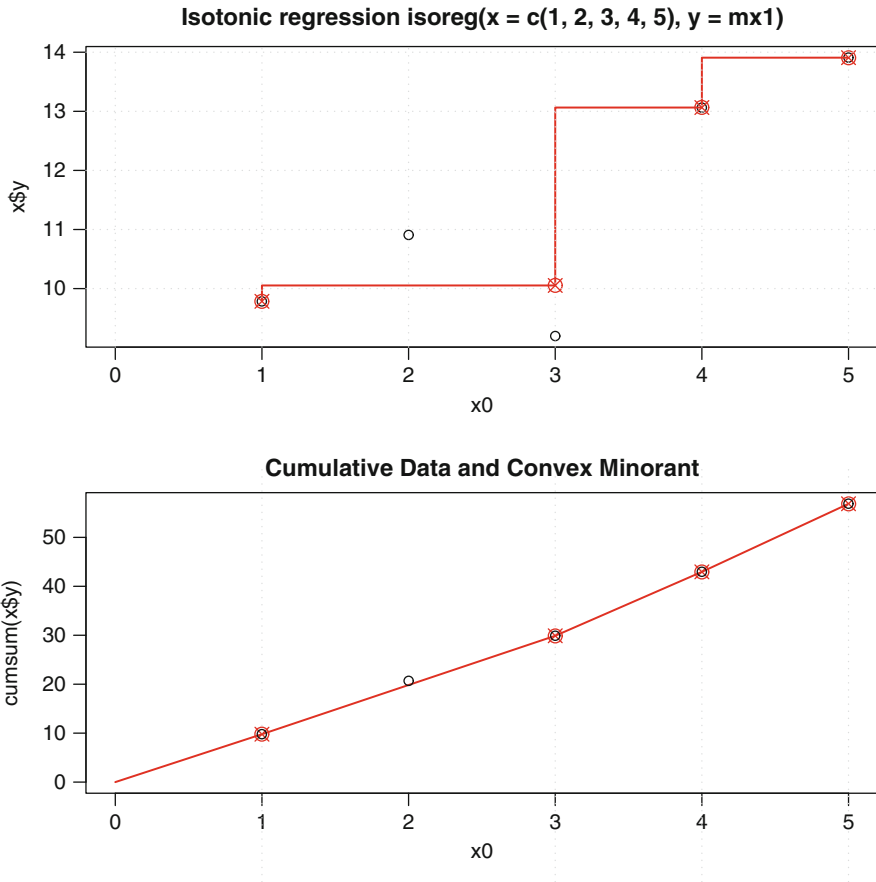 Isotonic regression isoreg(x = c(1, 2, 3, 4, 5), y = mx1)
14
13
12
11
10
x$y
0 1 2 3 4 5
x0
Cumulative Data and Convex Minorant
50
40
30
20
10
0
cumsum(x$y)
0 1 2 3 4 5
x0